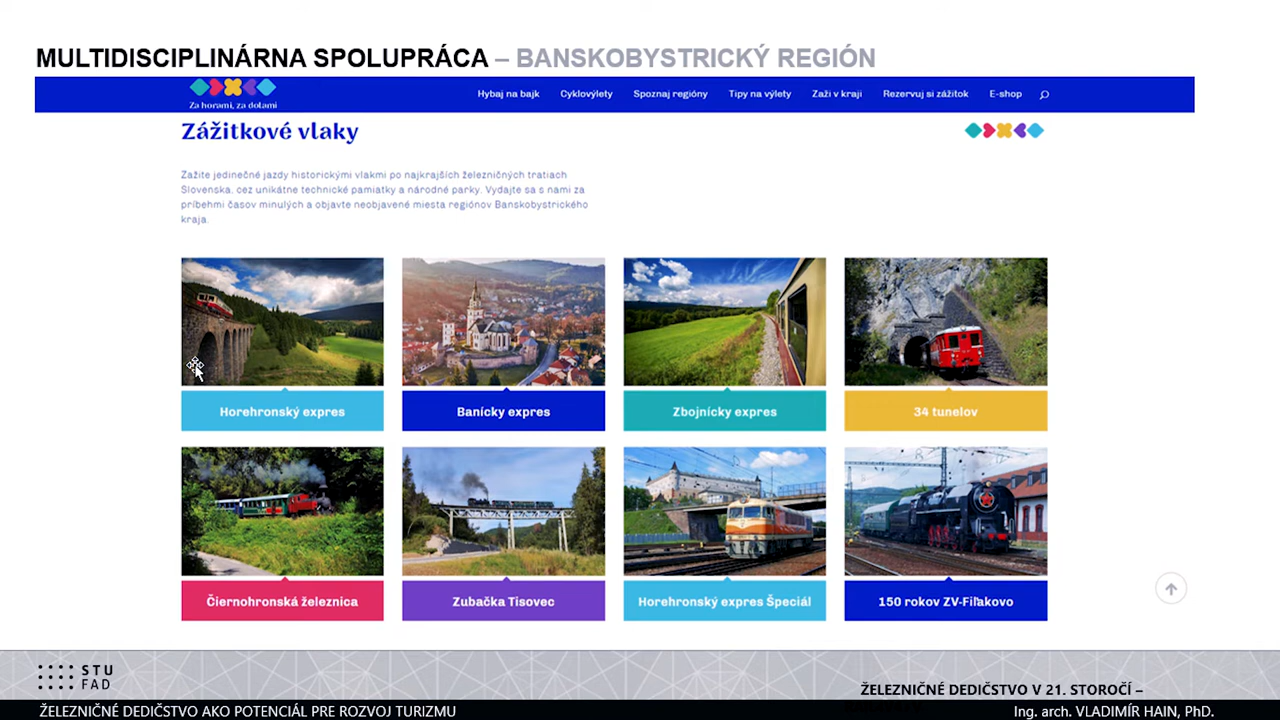 MULTIDISCIPLINÁRNA SPOLUPRÁCA – BANSKOBYSTRICKÝ REGIÓN
Za horami, za dolami
Hybaj na bajk Cyklovýlety Spoznaj regióny Tipy na výlety Zaži v kraji Rezervuj si zážitok E-shop
Zážitkové vlaky
Zažite jedinečné jazdy historickými vlakmi po najkrajších železničných tratiach
Slovenska, cez unikátne technické pamiatky a národné parky. Vydajte sa s nami za
príbehmi časov minulých a objavte neobjavené miesta regiónov Banskobystrického
kraja.
Horehronský expres
Banícky expres
Zbojnícky expres
34 tunelov
Čiernohronská železnica
Zubačka Tisovec
Horehronský expres Špeciál
150 rokov ZV-Fiľakovo
STU
FAD
ŽELEZNIČNÉ DEDIČSTVO V 21. STOROČÍ –
ŽELEZNIČNÉ DEDIČSTVO AKO POTENCIÁL PRE ROZVOJ TURIZMU
Ing. arch. VLADIMÍR HAIN, PhD.